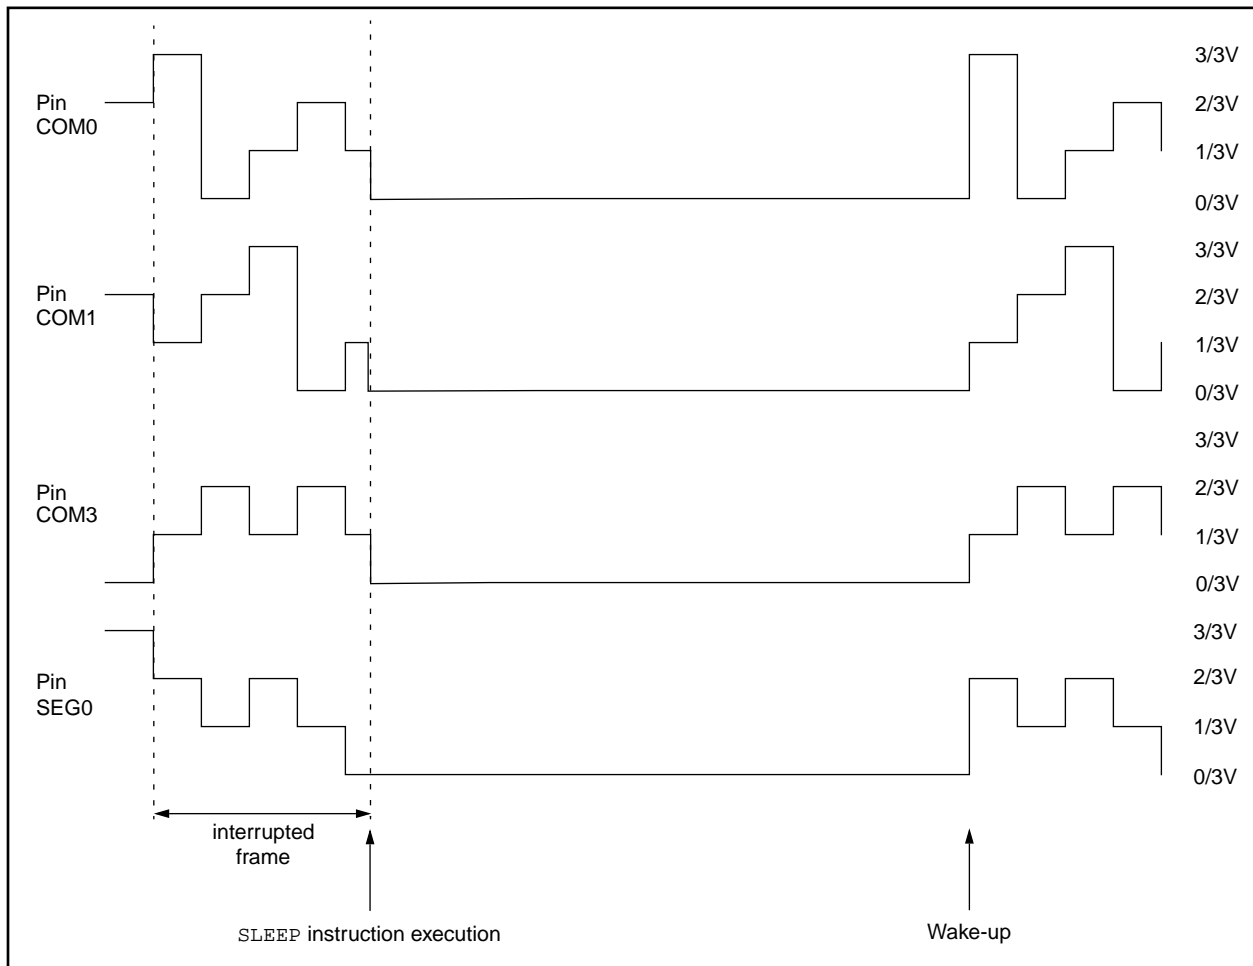 3/3V
Pin
COM0
2/3V
1/3V
0/3V
3/3V
Pin
COM1
2/3V
1/3V
0/3V
3/3V
Pin
COM3
2/3V
1/3V
0/3V
3/3V
Pin
SEG0
2/3V
1/3V
0/3V
interrupted
frame
SLEEP instruction execution
Wake-up